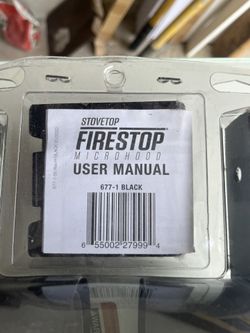 STOVETOP
FIRESTOP
MICROHOOD
USER MANUAL
677-1 BLACK
6 55002 27999 4